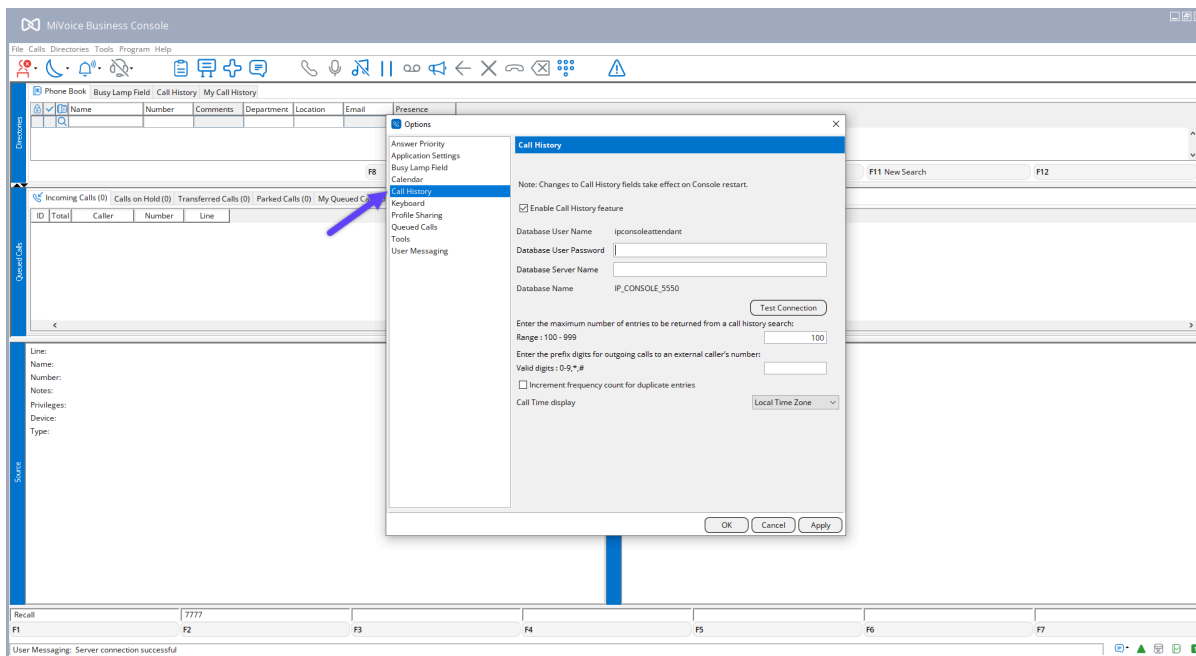 MiVoice Business Console
File Calls Directories Tools Program Help
Phone Book Busy Lamp Field Call History My Call History
Name Number Comments Department Location Email Presence
Directories
F8 F11 New Search F12
Incoming Calls (0) Calls on Hold (0) Transferred Calls (0) Parked Calls (0) My Queued
ID Total Caller Number Line
Queued Calls
Options
Answer Priority
Application Settings
Busy Lamp Field
Calendar
Call History
Keyboard
Profile Sharing
Queued Calls
Tools
User Messaging
Call History
Note: Changes to Call History fields take effect on Console restart.
Enable Call History feature
Database User Name ipconsoleattendant
Database User Password
Database Server Name
Database Name IP_CONSOLE_5550
Test Connection
Enter the maximum number of entries to be returned from a call history search:
Range : 100 - 999 100
Enter the prefix digits for outgoing calls to an external caller's number:
Valid digits : 0-9,*,#
Increment frequency count for duplicate entries
Call Time display Local Time Zone
OK Cancel Apply
Line:
Name:
Number:
Notes:
Privileges:
Device:
Type:
Source
Recall 7777
F1 F2 F3 F4 F5 F6 F7
User Messaging: Server connection successful